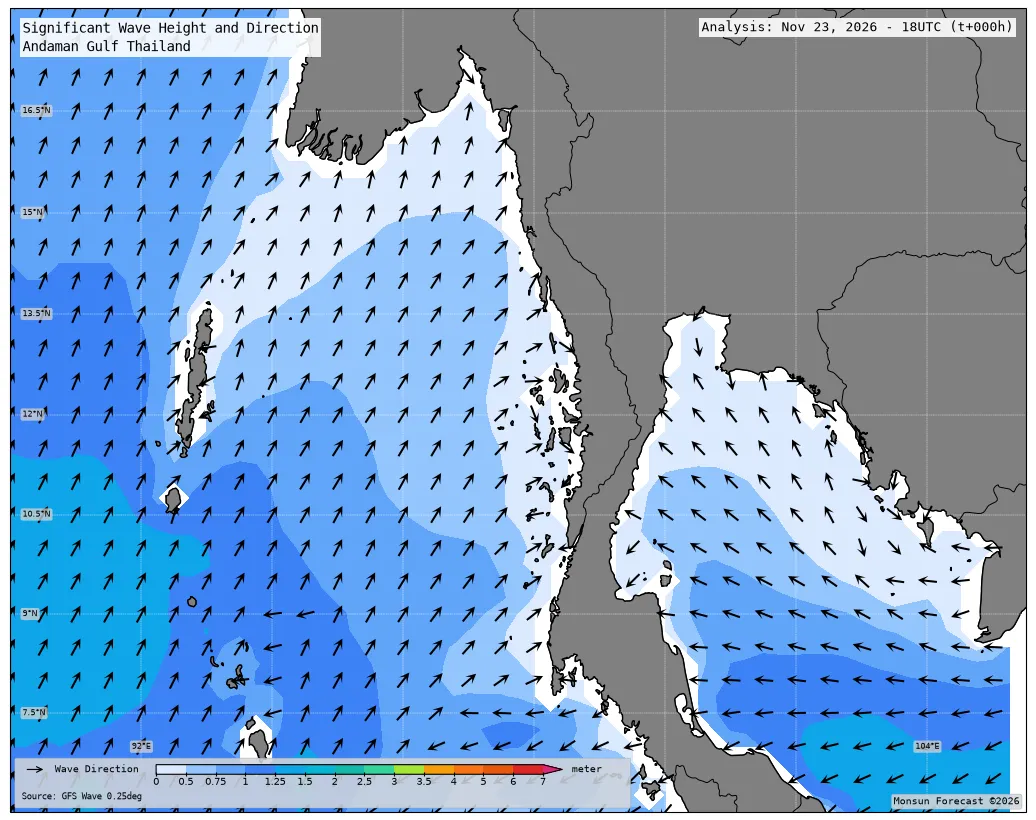 Significant Wave Height and Direction
Andaman Gulf Thailand
Analysis: Nov 23, 2026 - 18UTC (t+000h)
16.5°N
15°N
13.5°N
12°N
10.5°N
9°N
7.5°N
92°E
104°E
Wave Direction
0 0.5 0.75 1 1.25 1.5 2 2.5 3 3.5 4 5 5.5 6 7
meter
Source: GFS Wave 0.25deg
Monsun Forecast ©2026